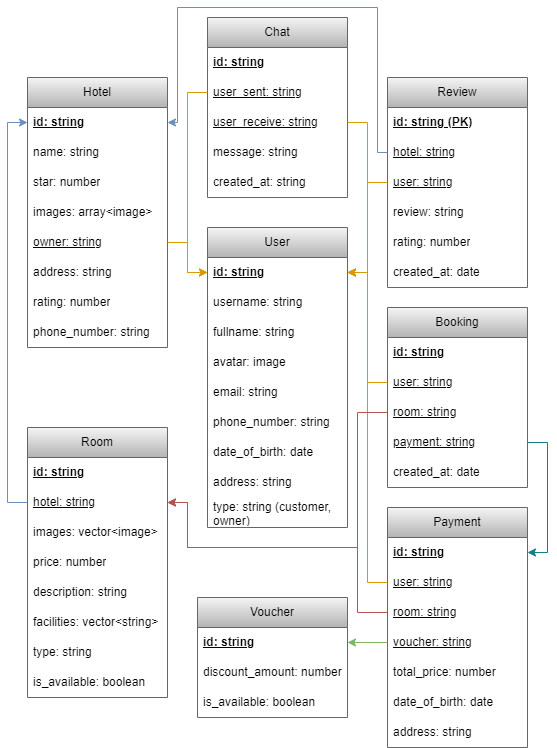 Chat
id: string
user_sent: string
user_receive: string
message: string
created_at: string
Hotel
id: string
name: string
star: number
images: array<image>
owner: string
address: string
rating: number
phone_number: string
Review
id: string (PK)
hotel: string
user: string
review: string
rating: number
created_at: date
User
id: string
username: string
fullname: string
avatar: image
email: string
phone_number: string
date_of_birth: date
address: string
type: string (customer,
owner)
Booking
id: string
user: string
room: string
payment: string
created_at: date
Room
id: string
hotel: string
images: vector<image>
price: number
description: string
facilities: vector<string>
type: string
is_available: boolean
Payment
id: string
user: string
room: string
voucher: string
total_price: number
date_of_birth: date
address: string
Voucher
id: string
discount_amount: number
is_available: boolean